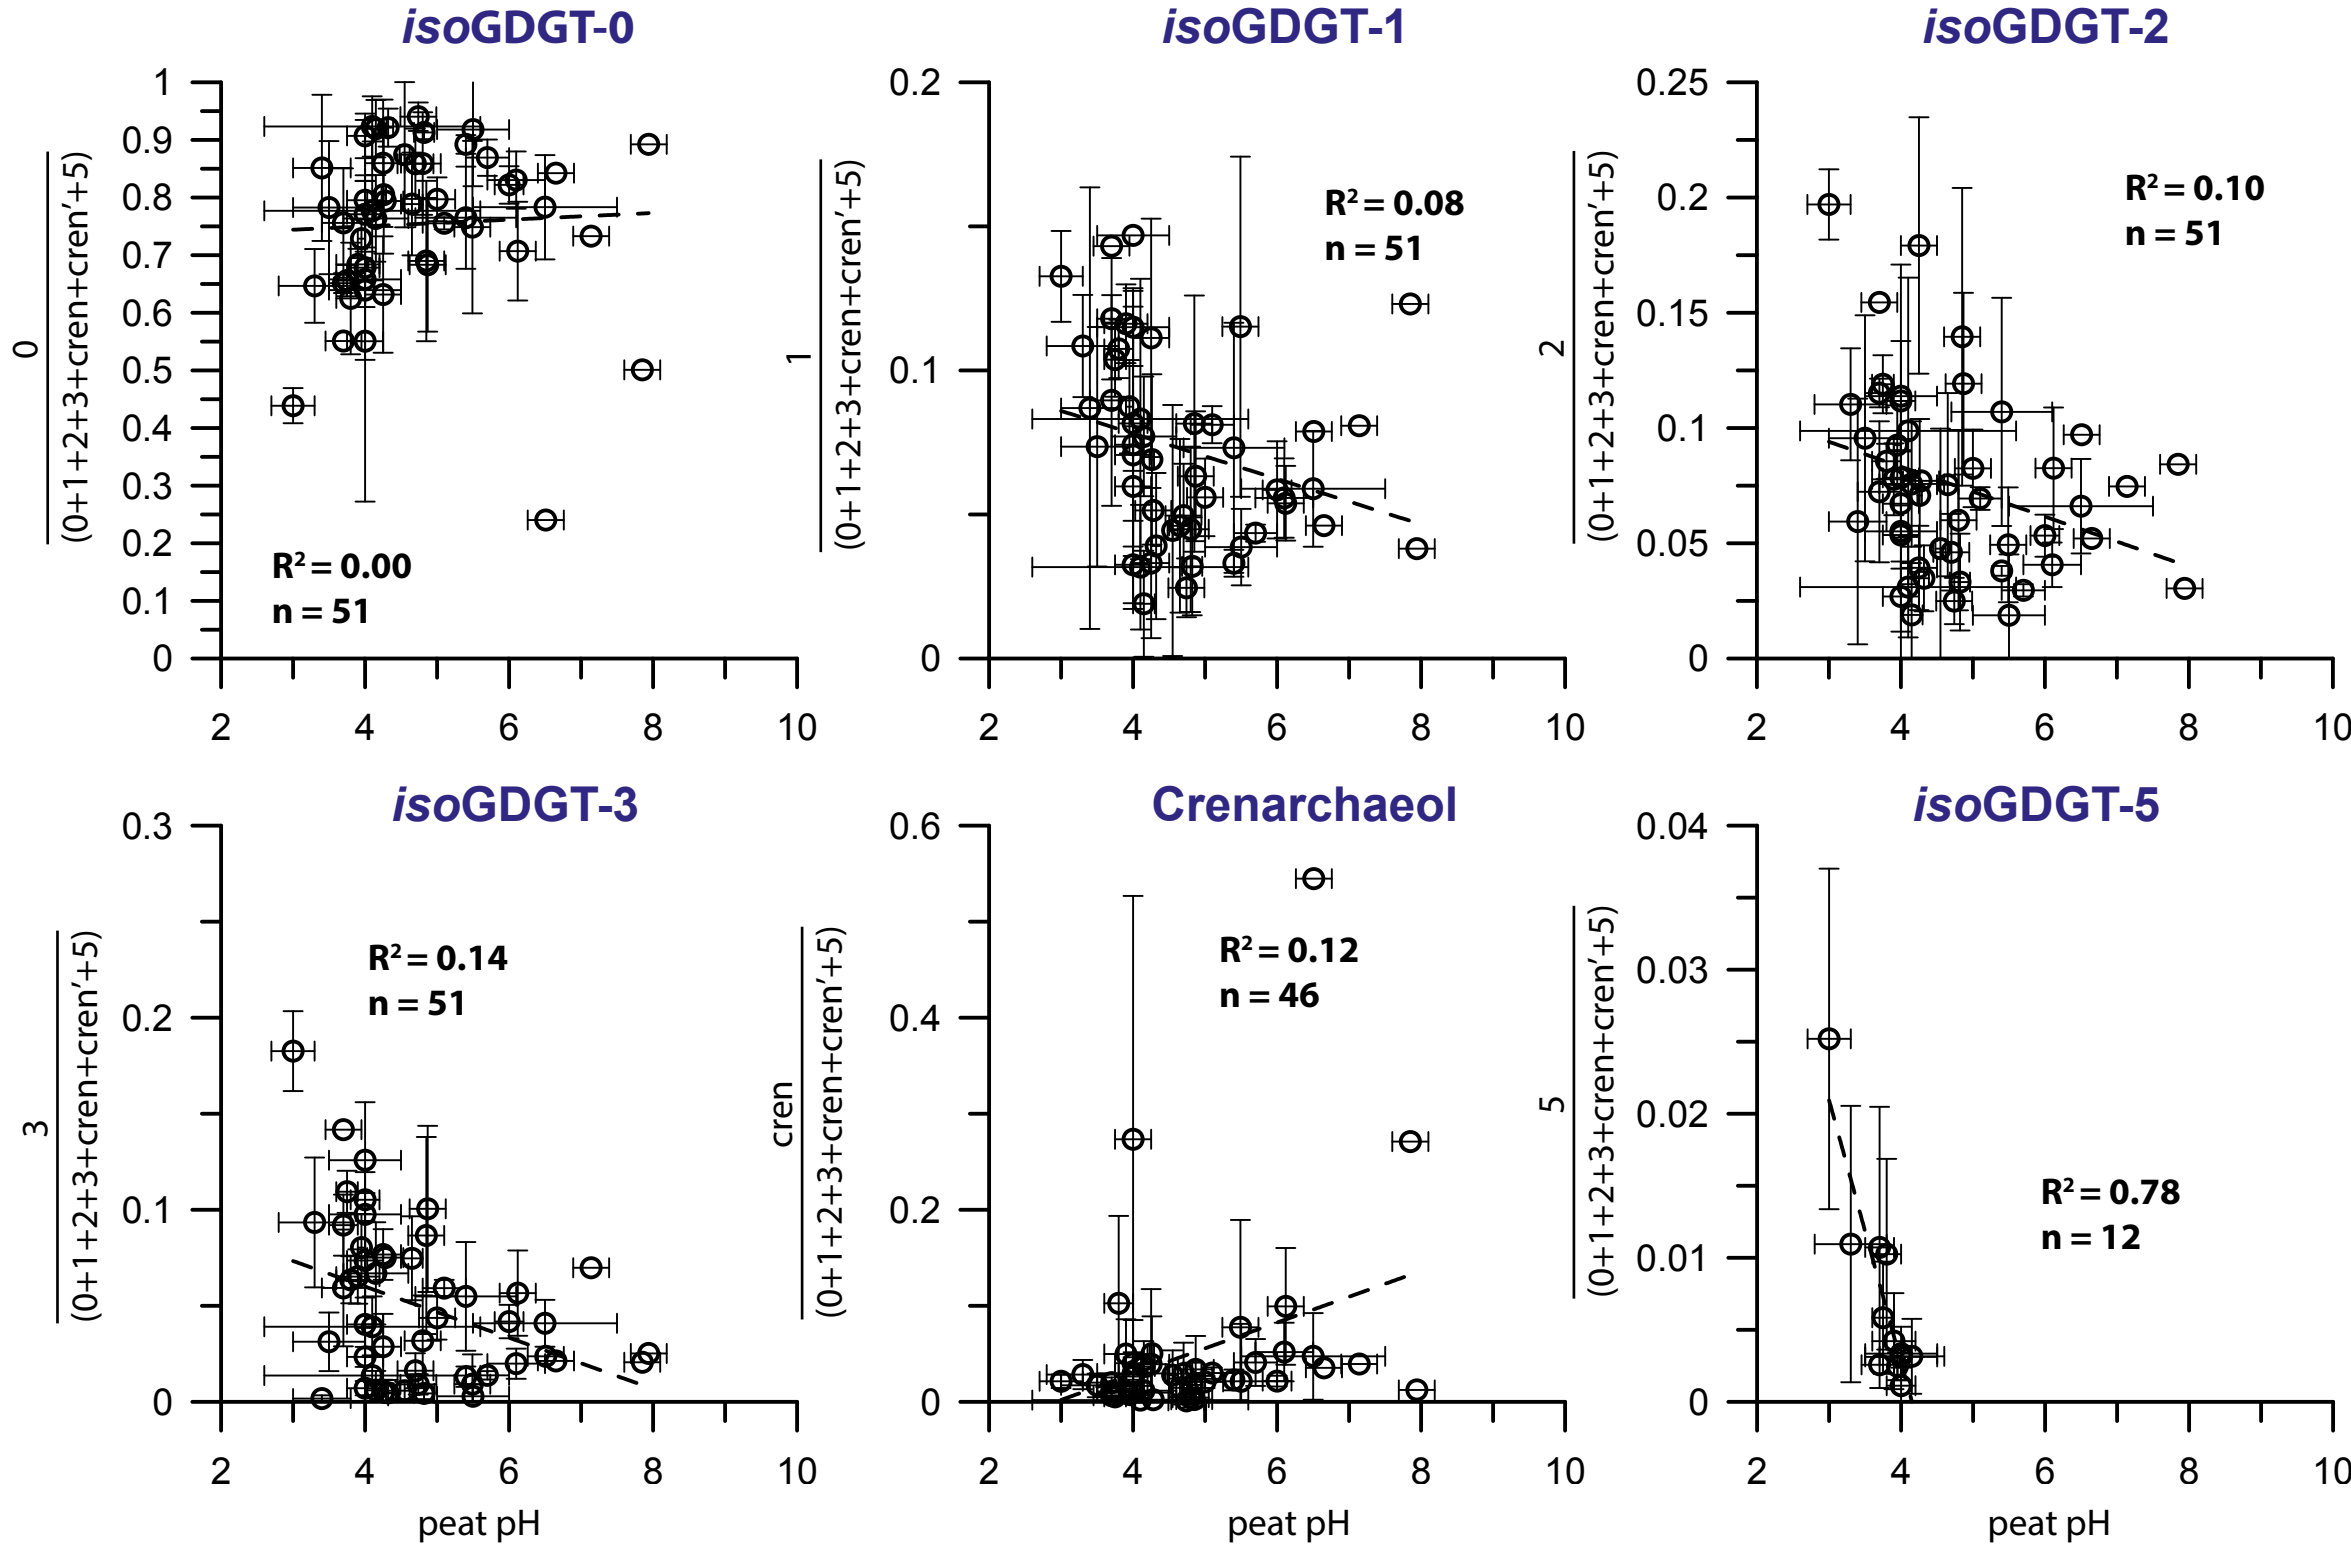 isoGDGT-0
0
(0+1+2+3+cren+cren′+5)
1
0.9
0.8
0.7
0.6
0.5
0.4
0.3
0.2
0.1
0
R² = 0.00
n = 51
2 4 6 8 10
isoGDGT-1
1
(0+1+2+3+cren+cren′+5)
0.2
0.1
0
R² = 0.08
n = 51
2 4 6 8 10
isoGDGT-2
2
(0+1+2+3+cren+cren′+5)
0.25
0.2
0.15
0.1
0.05
0
R² = 0.10
n = 51
2 4 6 8 10
isoGDGT-3
3
(0+1+2+3+cren+cren′+5)
0.3
0.2
0.1
0
R² = 0.14
n = 51
2 4 6 8 10
peat pH
Crenarchaeol
cren
(0+1+2+3+cren+cren′+5)
0.6
0.4
0.2
0
R² = 0.12
n = 46
2 4 6 8 10
peat pH
isoGDGT-5
5
(0+1+2+3+cren+cren′+5)
0.04
0.03
0.02
0.01
0
R² = 0.78
n = 12
2 4 6 8 10
peat pH